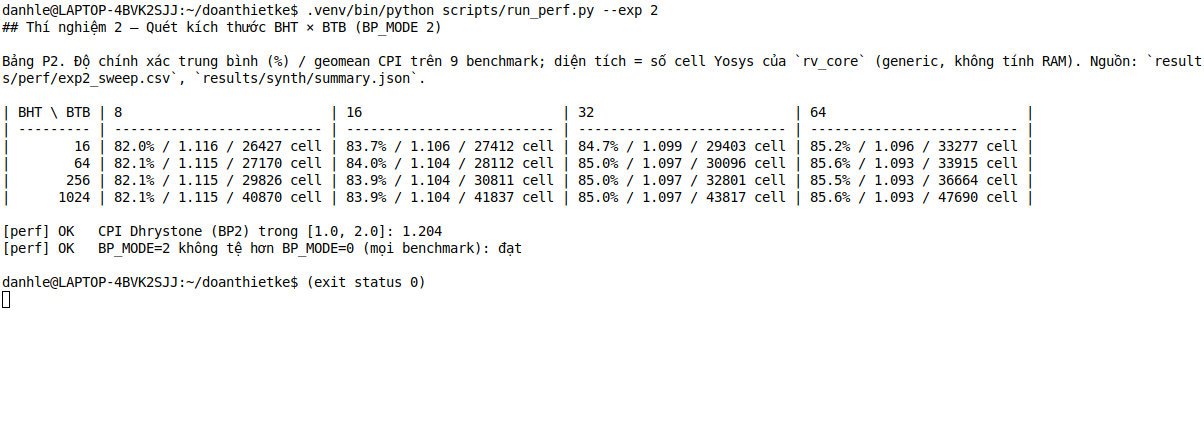 danhle@LAPTOP-4BVK2SJJ:~/doanthietke$ .venv/bin/python scripts/run_perf.py --exp 2
## Thí nghiệm 2 — Quét kích thước BHT × BTB (BP_MODE 2)
Bảng P2. Độ chính xác trung bình (%) / geomean CPI trên 9 benchmark; diện tích = số cell Yosys của `rv_core` (generic, không tính RAM). Nguồn: `result
s/perf/exp2_sweep.csv`, `results/synth/summary.json`.
| BHT \ BTB | 8                         | 16                        | 32                        | 64                        |
| --------- | ------------------------- | ------------------------- | ------------------------- | ------------------------- |
|        16 | 82.0% / 1.116 / 26427 cell | 83.7% / 1.106 / 27412 cell | 84.7% / 1.099 / 29403 cell | 85.2% / 1.096 / 33277 cell |
|        64 | 82.1% / 1.115 / 27170 cell | 84.0% / 1.104 / 28112 cell | 85.0% / 1.097 / 30096 cell | 85.6% / 1.093 / 33915 cell |
|       256 | 82.1% / 1.115 / 29826 cell | 83.9% / 1.104 / 30811 cell | 85.0% / 1.097 / 32801 cell | 85.5% / 1.093 / 36664 cell |
|      1024 | 82.1% / 1.115 / 40870 cell | 83.9% / 1.104 / 41837 cell | 85.0% / 1.097 / 43817 cell | 85.6% / 1.093 / 47690 cell |
[perf] OK   CPI Dhrystone (BP2) trong [1.0, 2.0]: 1.204
[perf] OK   BP_MODE=2 không tệ hơn BP_MODE=0 (mọi benchmark): đạt
danhle@LAPTOP-4BVK2SJJ:~/doanthietke$ (exit status 0)